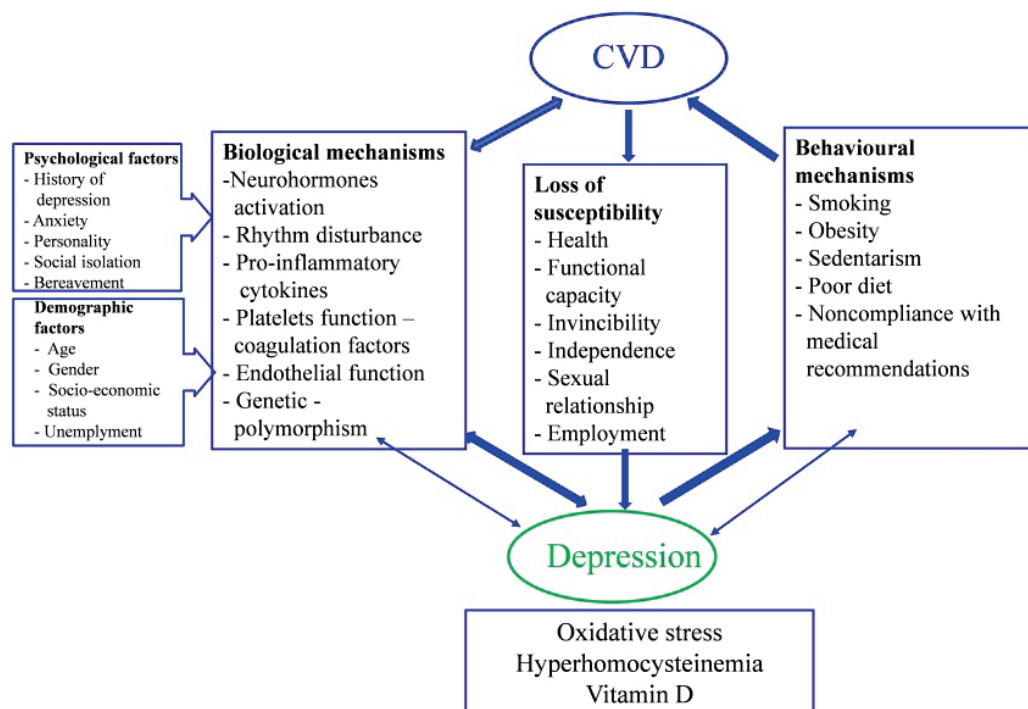 CVD
Psychological factors
- History of
depression
- Anxiety
- Personality
- Social isolation
- Bereavement
Demographic
factors
- Age
- Gender
- Socio-economic
status
- Unemplyment
Biological mechanisms
-Neurohormones
activation
- Rhythm disturbance
- Pro-inflammatory
cytokines
- Platelets function –
coagulation factors
- Endothelial function
- Genetic -
polymorphism
Loss of
susceptibility
- Health
- Functional
capacity
- Invincibility
- Independence
- Sexual
relationship
- Employment
Behavioural
mechanisms
- Smoking
- Obesity
- Sedentarism
- Poor diet
- Noncompliance with
medical
recommendations
Depression
Oxidative stress
Hyperhomocysteinemia
Vitamin D